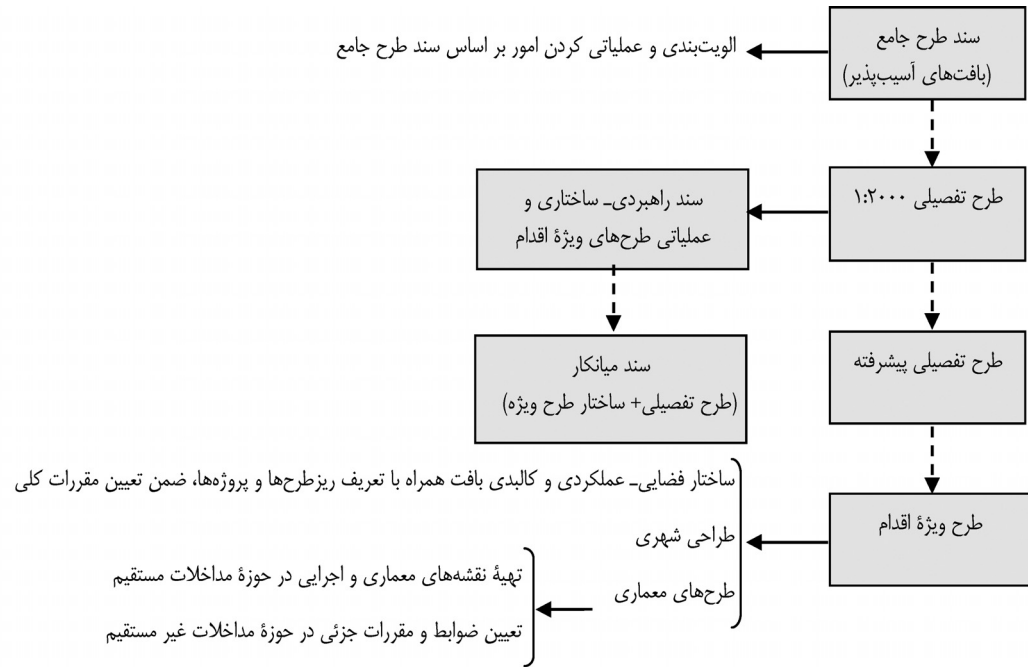 سند طرح جامع
(بافت‌های آسیب‌پذیر)
الویت‌بندی و عملیاتی کردن امور بر اساس سند طرح جامع
طرح تفصیلی ۱:۲۰۰۰
سند راهبردی‌ـ ساختاری و
عملیاتی طرح‌های ویژهٔ اقدام
طرح تفصیلی پیشرفته
سند میانکار
(طرح تفصیلی+ ساختار طرح ویژه)
طرح ویژهٔ اقدام
ساختار فضایی‌ـ عملکردی و کالبدی بافت همراه با تعریف ریزطرح‌ها و پروژه‌ها، ضمن تعیین مقررات کلی
طراحی شهری
طرح‌های معماری
تهیهٔ نقشه‌های معماری و اجرایی در حوزهٔ مداخلات مستقیم
تعیین ضوابط و مقررات جزئی در حوزهٔ مداخلات غیر مستقیم